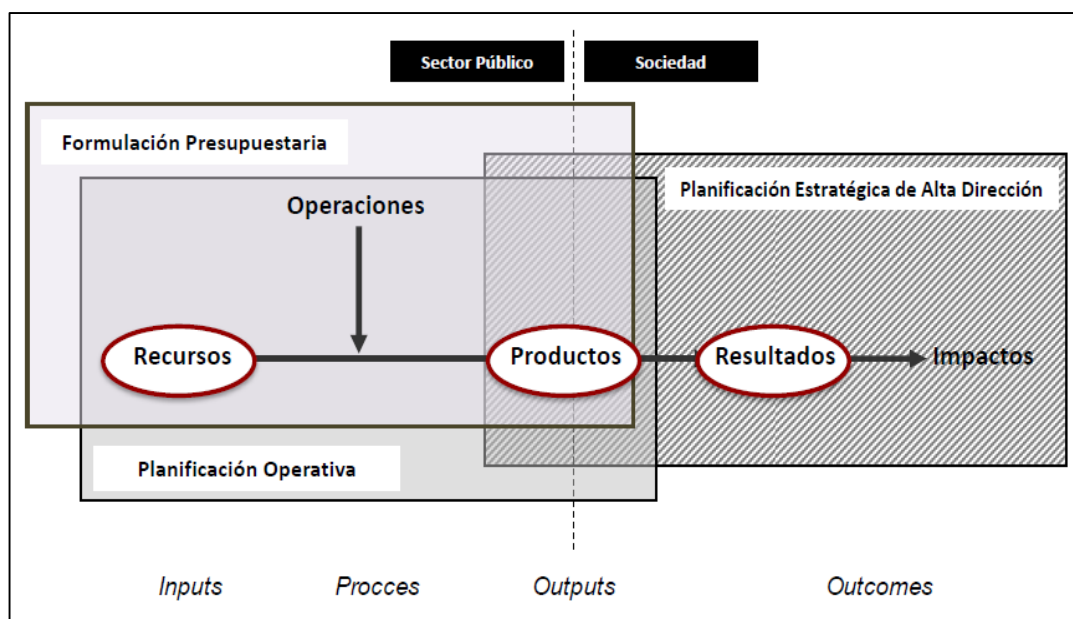 Sector Público
Sociedad
Formulación Presupuestaria
Planificación Estratégica de Alta Dirección
Operaciones
Recursos
Productos
Resultados
Impactos
Planificación Operativa
Inputs
Procces
Outputs
Outcomes